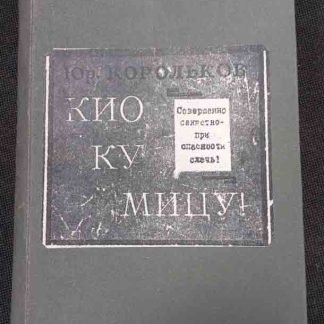 Юр. КОРОЛЬКОВ
КИО
КУ
МИЦУ!
Совершенно
секретно-
при
опасности
сжечь!